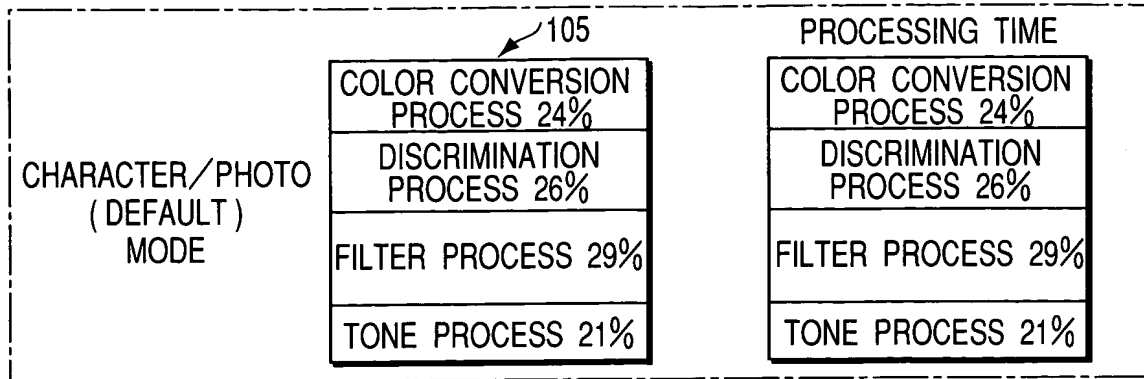 105
PROCESSING TIME
CHARACTER/PHOTO
(DEFAULT)
MODE
COLOR CONVERSION
PROCESS 24%
DISCRIMINATION
PROCESS 26%
FILTER PROCESS 29%
TONE PROCESS 21%
COLOR CONVERSION
PROCESS 24%
DISCRIMINATION
PROCESS 26%
FILTER PROCESS 29%
TONE PROCESS 21%